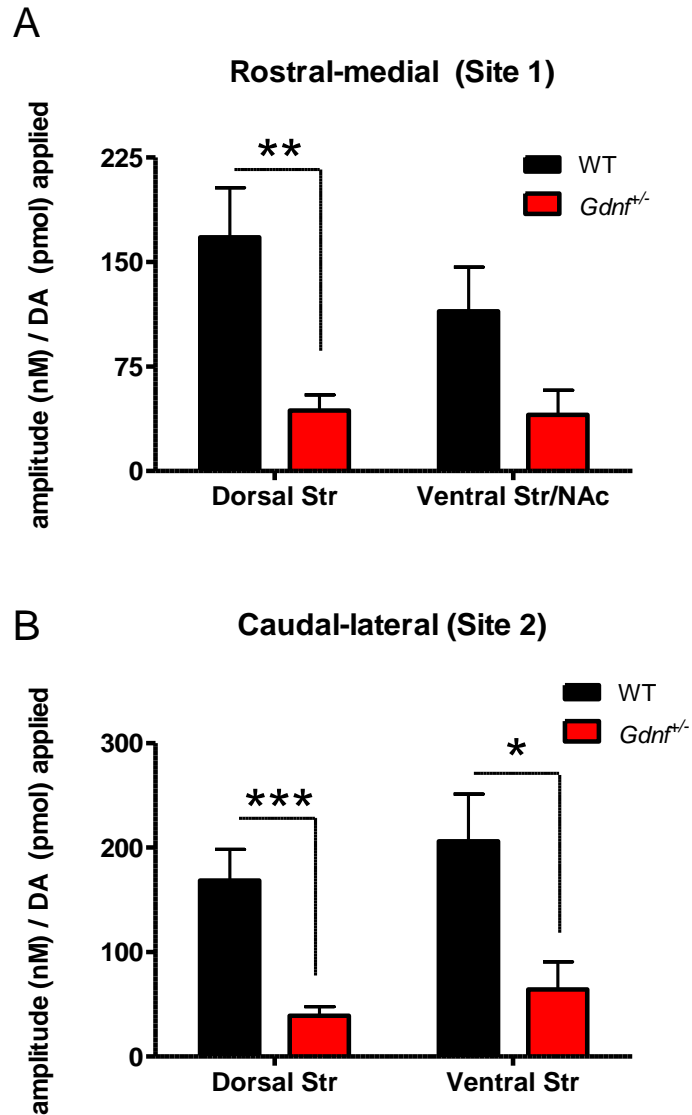 A
Rostral-medial (Site 1)
amplitude (nM) / DA (pmol) applied
225
150
75
0
**
WT
Gdnf+/-
Dorsal Str
Ventral Str/NAc
B
Caudal-lateral (Site 2)
amplitude (nM) / DA (pmol) applied
300
200
100
0
***
*
WT
Gdnf+/-
Dorsal Str
Ventral Str